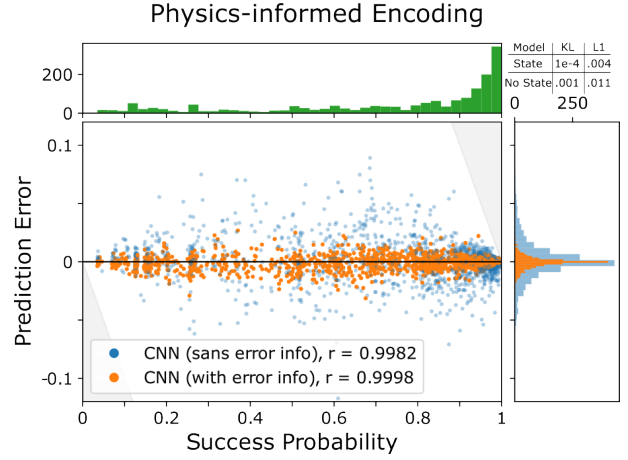 Physics-informed Encoding
Model KL L1
State 1e-4 .004
No State .001 .011
200
0
0 250
0.1
0
-0.1
Prediction Error
CNN (sans error info), r = 0.9982
CNN (with error info), r = 0.9998
0 0.2 0.4 0.6 0.8 1
Success Probability